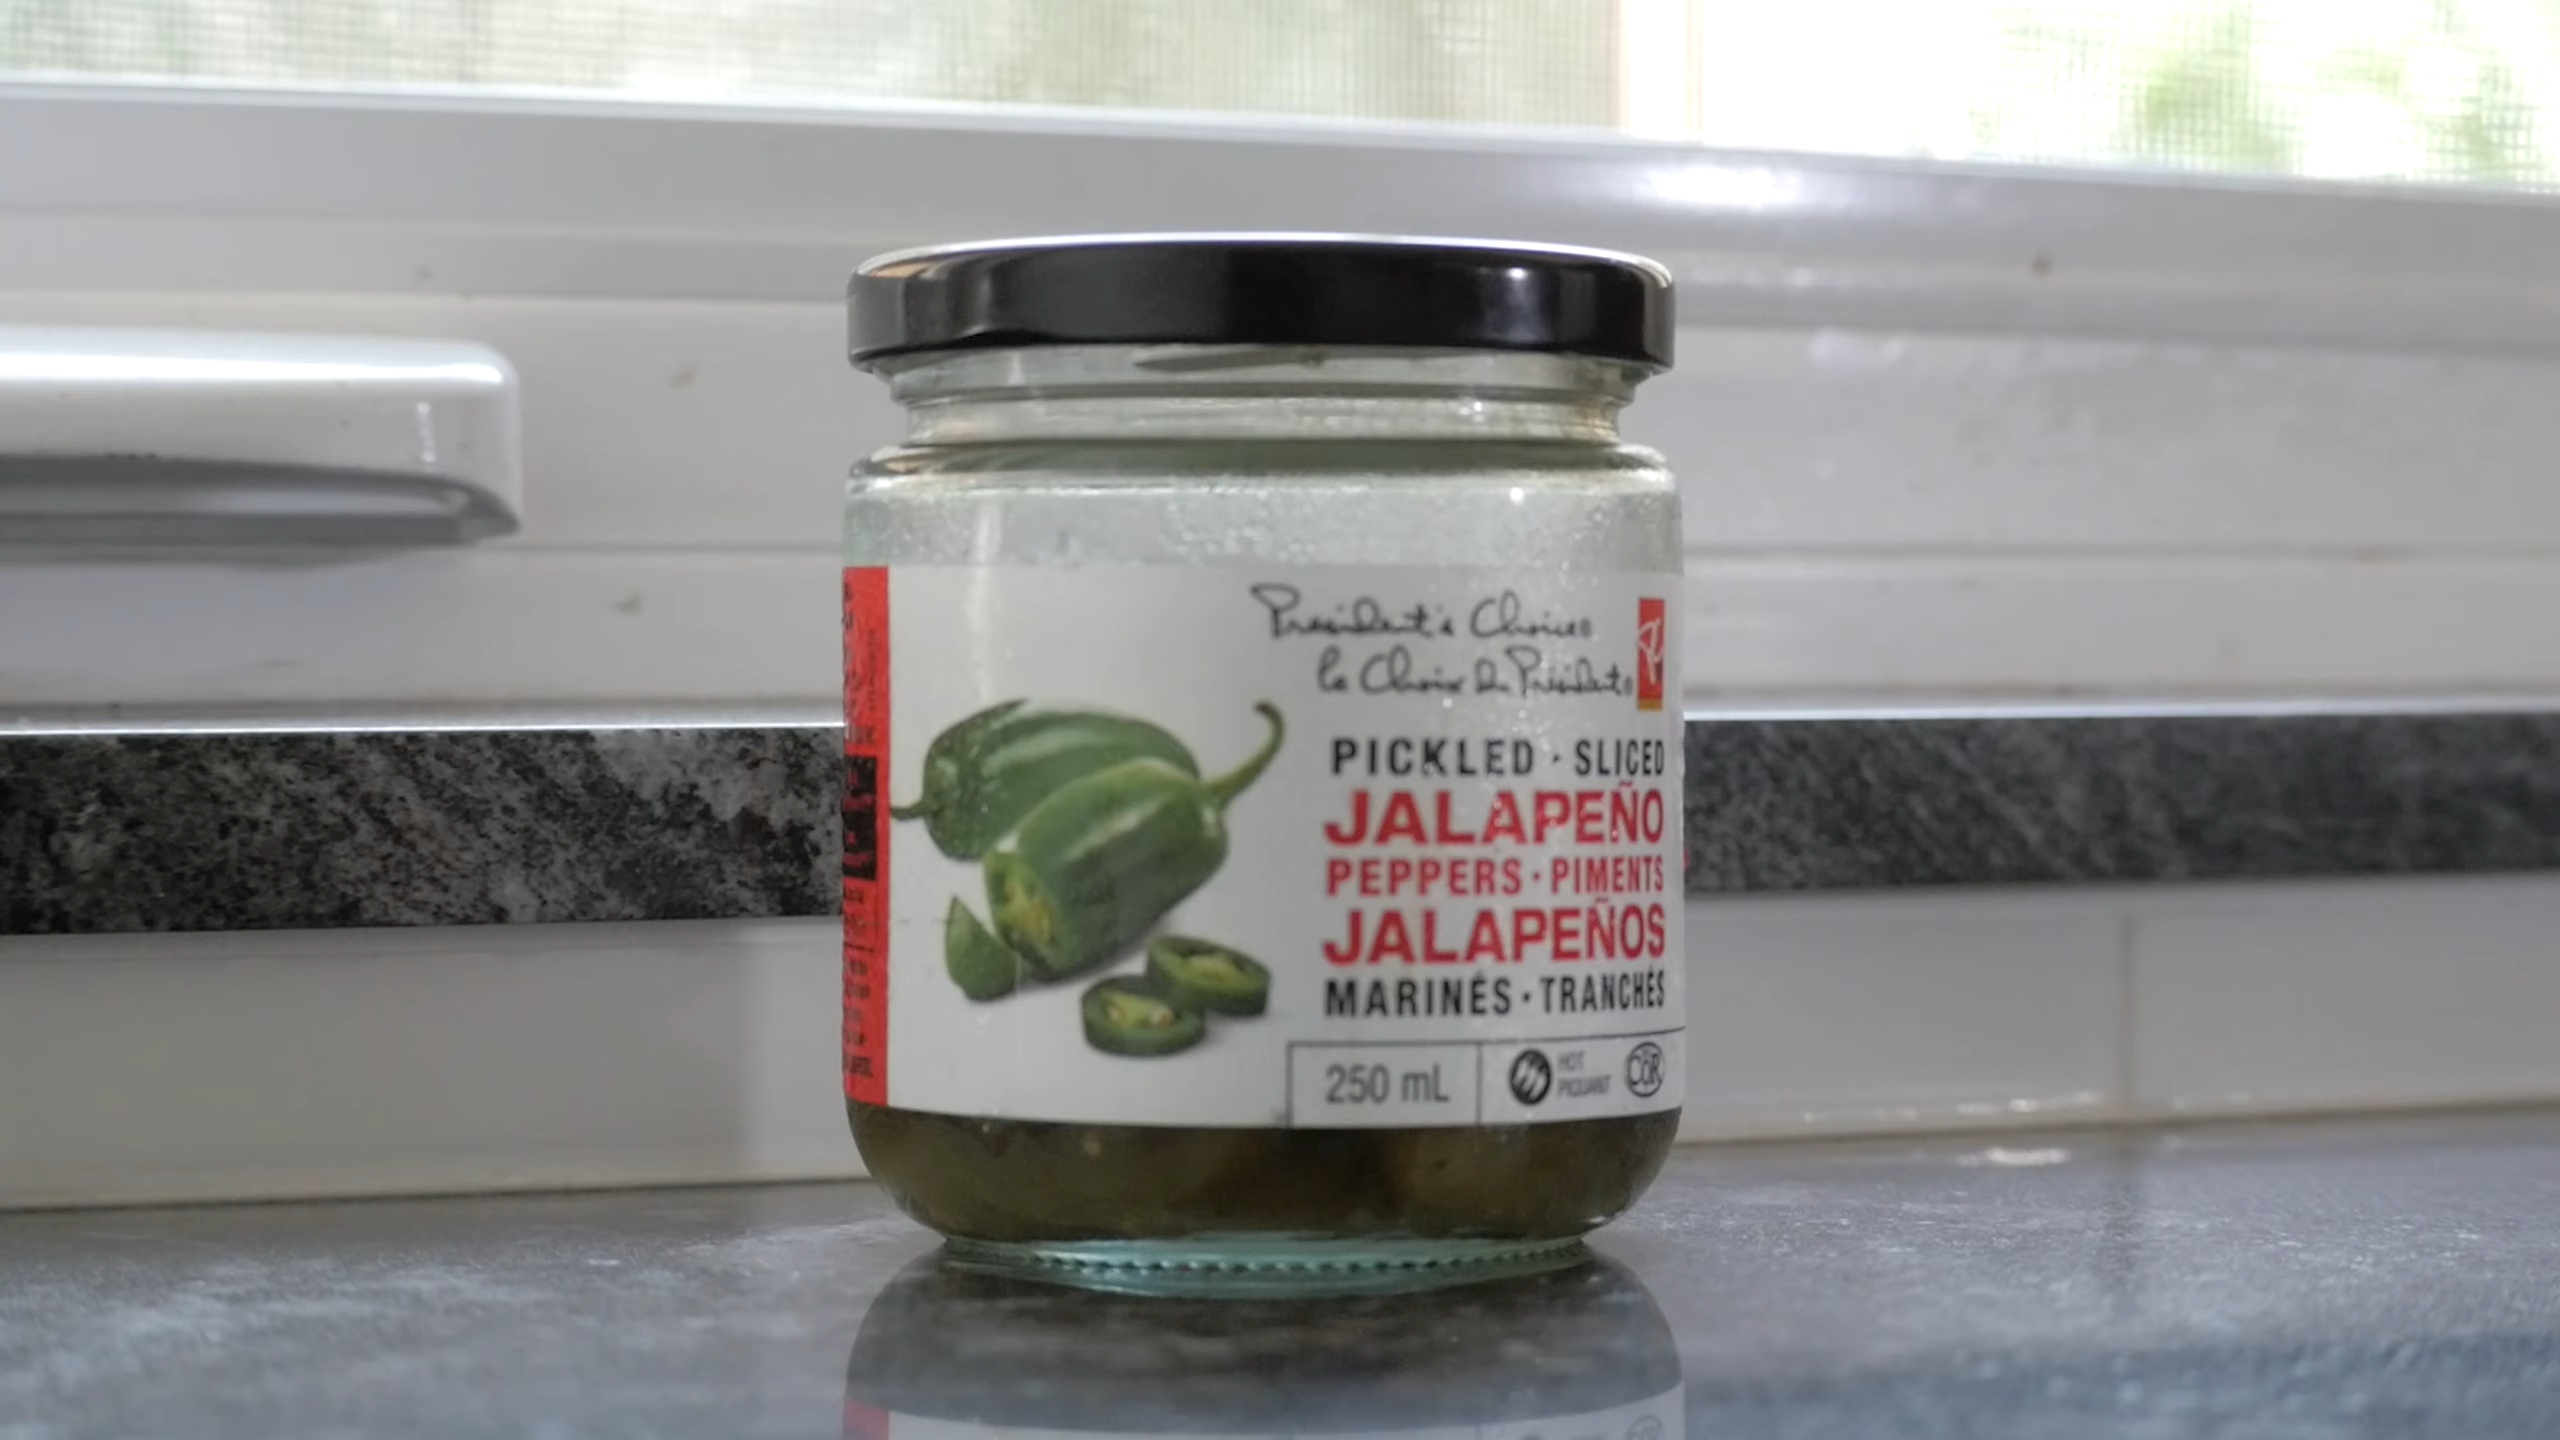 President's Choice®
le Choix du Président®
PC
PICKLED · SLICED
JALAPEÑO
PEPPERS · PIMENTS
JALAPEÑOS
MARINÉS · TRANCHÉS
250 mL
HOT
PIQUANT
COR